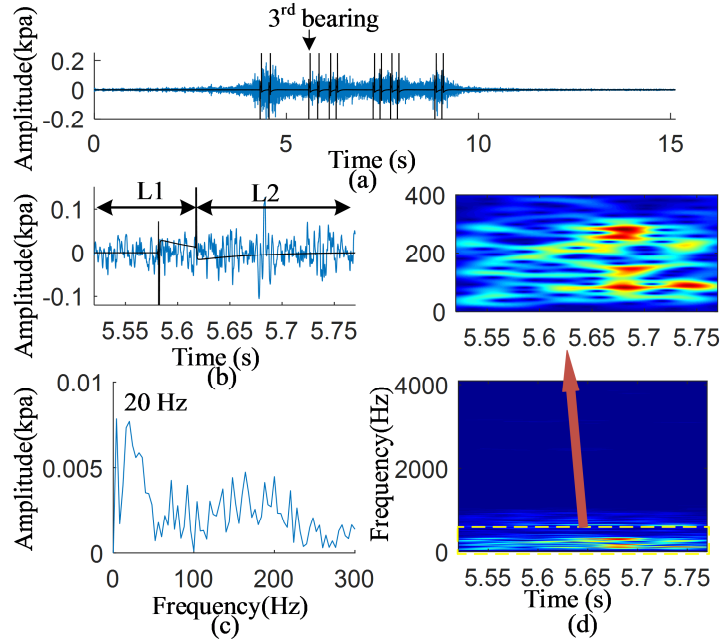 3rd bearing
Amplitude(kpa)
0.2
0
-0.2
0 5 10 15
Time (s)
(a)
Amplitude(kpa)
0.1
0
-0.1
L1 L2
5.55 5.6 5.65 5.7 5.75
Time (s)
(b)
400
200
0
5.55 5.6 5.65 5.7 5.75
Amplitude(kpa)
0.01
0.005
0
20 Hz
0 100 200 300
Frequency(Hz)
(c)
Frequency(Hz)
4000
2000
0
5.55 5.6 5.65 5.7 5.75
Time (s)
(d)